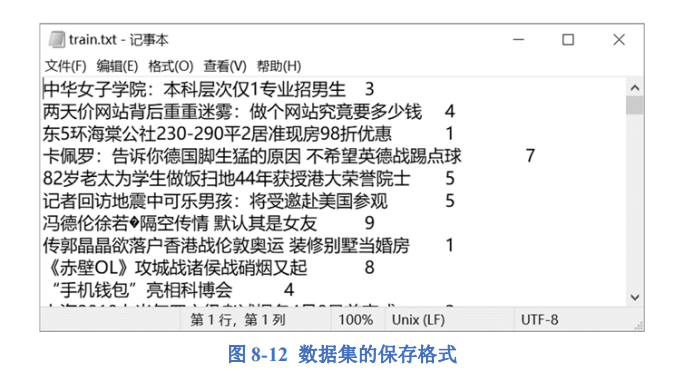 train.txt - 记事本
文件(F) 编辑(E) 格式(O) 查看(V) 帮助(H)
中华女子学院：本科层次仅1专业招男生 3
两天价网站背后重重迷雾：做个网站究竟要多少钱 4
东5环海棠公社230-290平2居准现房98折优惠 1
卡佩罗：告诉你德国脚生猛的原因 不希望英德战踢点球 7
82岁老太为学生做饭扫地44年获授港大荣誉院士 5
记者回访地震中可乐男孩：将受邀赴美国参观 5
冯德伦徐若�隔空传情 默认其是女友 9
传郭晶晶欲落户香港战伦敦奥运 装修别墅当婚房 1
《赤壁OL》攻城战诸侯战硝烟又起 8
“手机钱包”亮相科博会 4
第 1 行，第 1 列 100% Unix (LF) UTF-8
图 8-12 数据集的保存格式